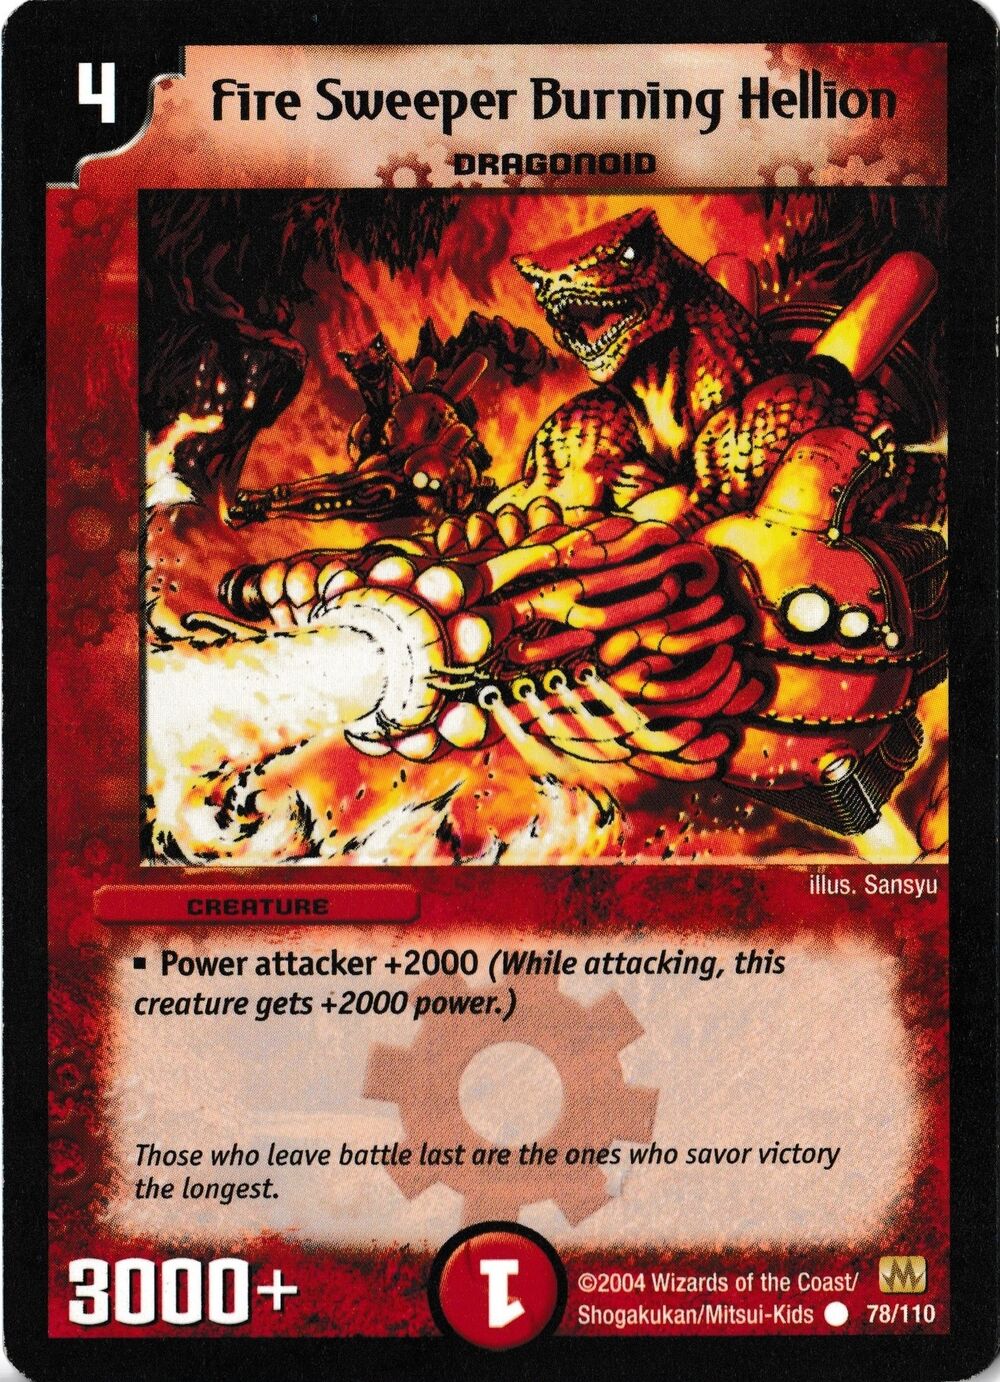 4
Fire Sweeper Burning Hellion
DRAGONOID
illus. Sansyu
CREATURE
▪ Power attacker +2000 (While attacking, this
creature gets +2000 power.)
Those who leave battle last are the ones who savor victory
the longest.
3000+
1
©2004 Wizards of the Coast/
Shogakukan/Mitsui-Kids ● 78/110